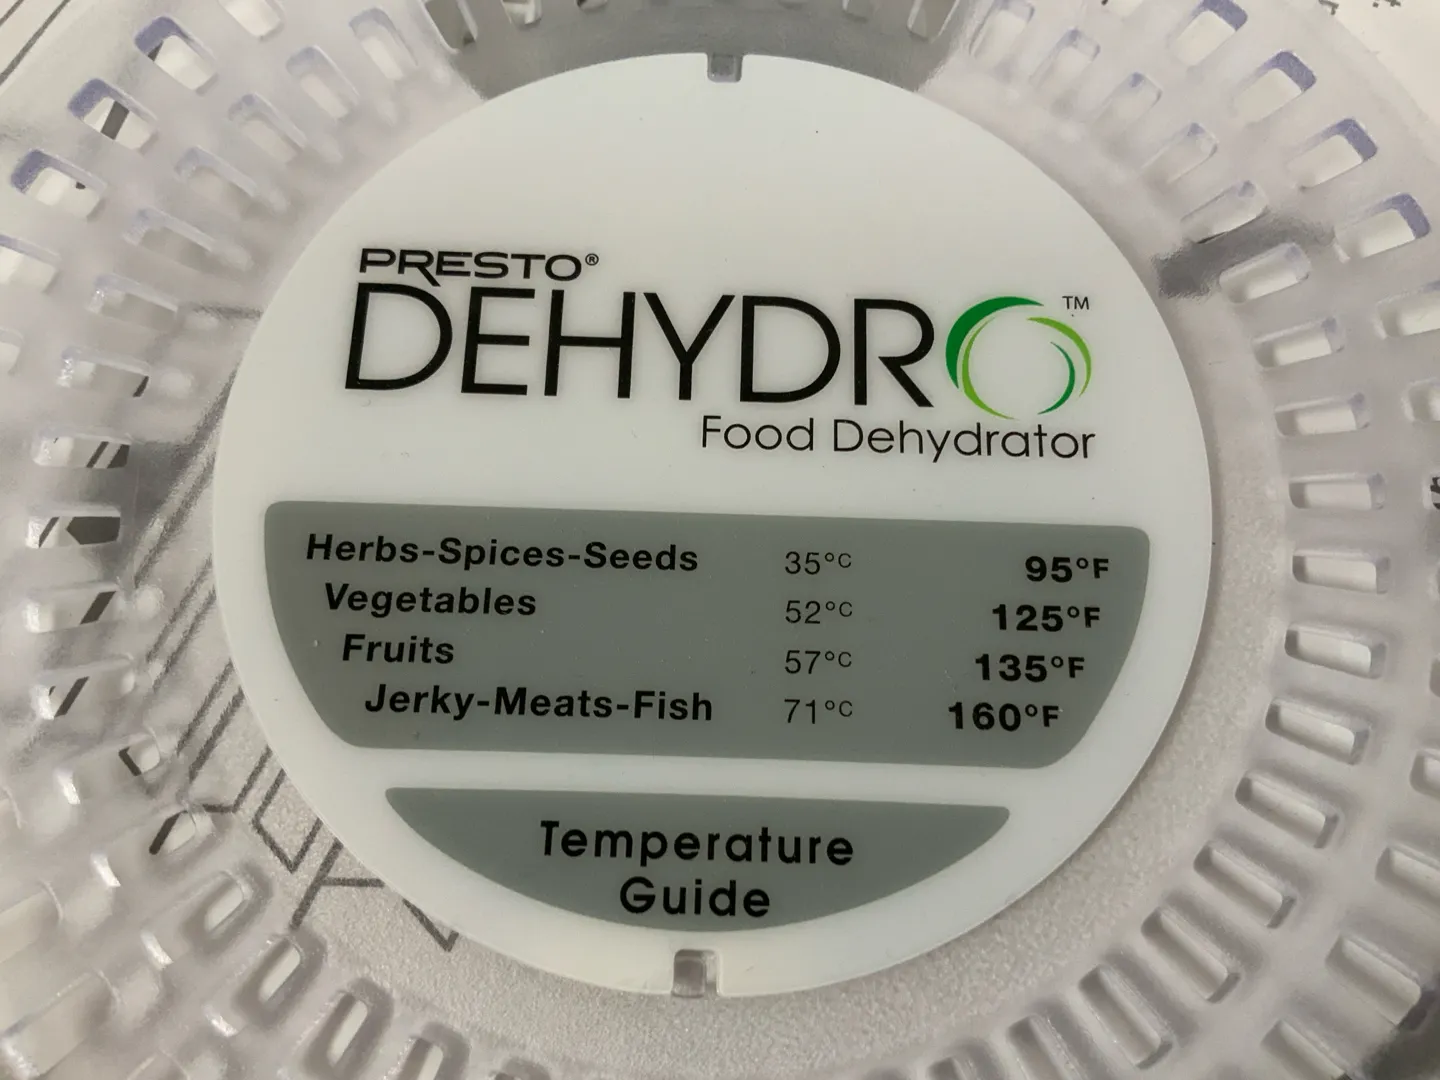 PRESTO®
DEHYDRO™
Food Dehydrator
Herbs-Spices-Seeds 35°C 95°F
Vegetables 52°C 125°F
Fruits 57°C 135°F
Jerky-Meats-Fish 71°C 160°F
Temperature
Guide